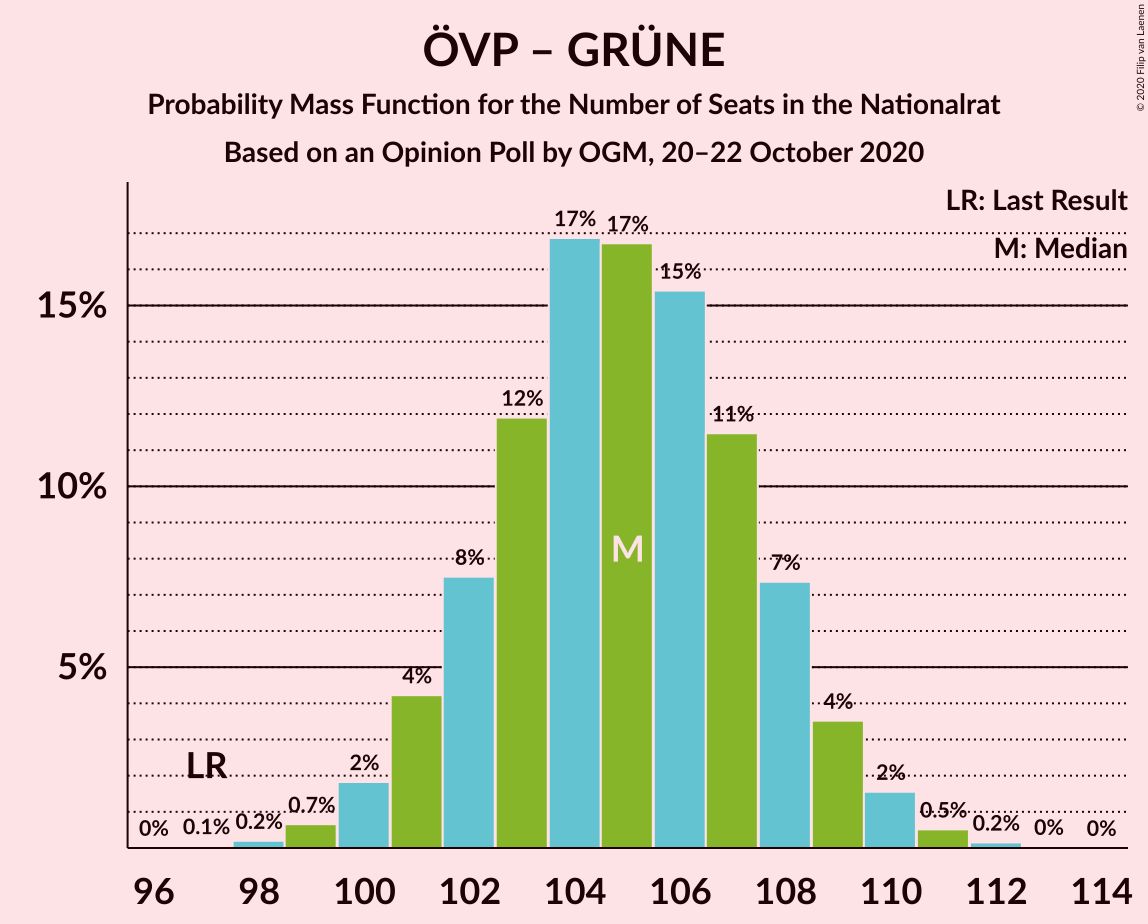 ÖVP – GRÜNE
Probability Mass Function for the Number of Seats in the Nationalrat
Based on an Opinion Poll by OGM, 20–22 October 2020
© 2020 Filip van Laenen
LR: Last Result
M: Median
17% 17%
15%
15%
12%
11%
10%
M
8% 7%
5%
4% 4%
LR
2% 2%
0% 0.1% 0.2% 0.7% 0.5% 0.2% 0% 0%
96 98 100 102 104 106 108 110 112 114